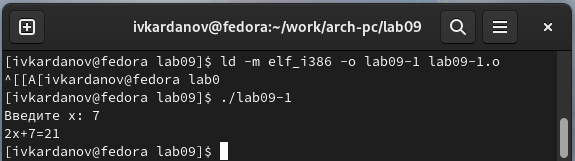 ivkardanov@fedora:~/work/arch-pc/lab09
[ivkardanov@fedora lab09]$ ld -m elf_i386 -o lab09-1 lab09-1.o
^[[A[ivkardanov@fedora lab0
[ivkardanov@fedora lab09]$ ./lab09-1
Введите x: 7
2x+7=21
[ivkardanov@fedora lab09]$